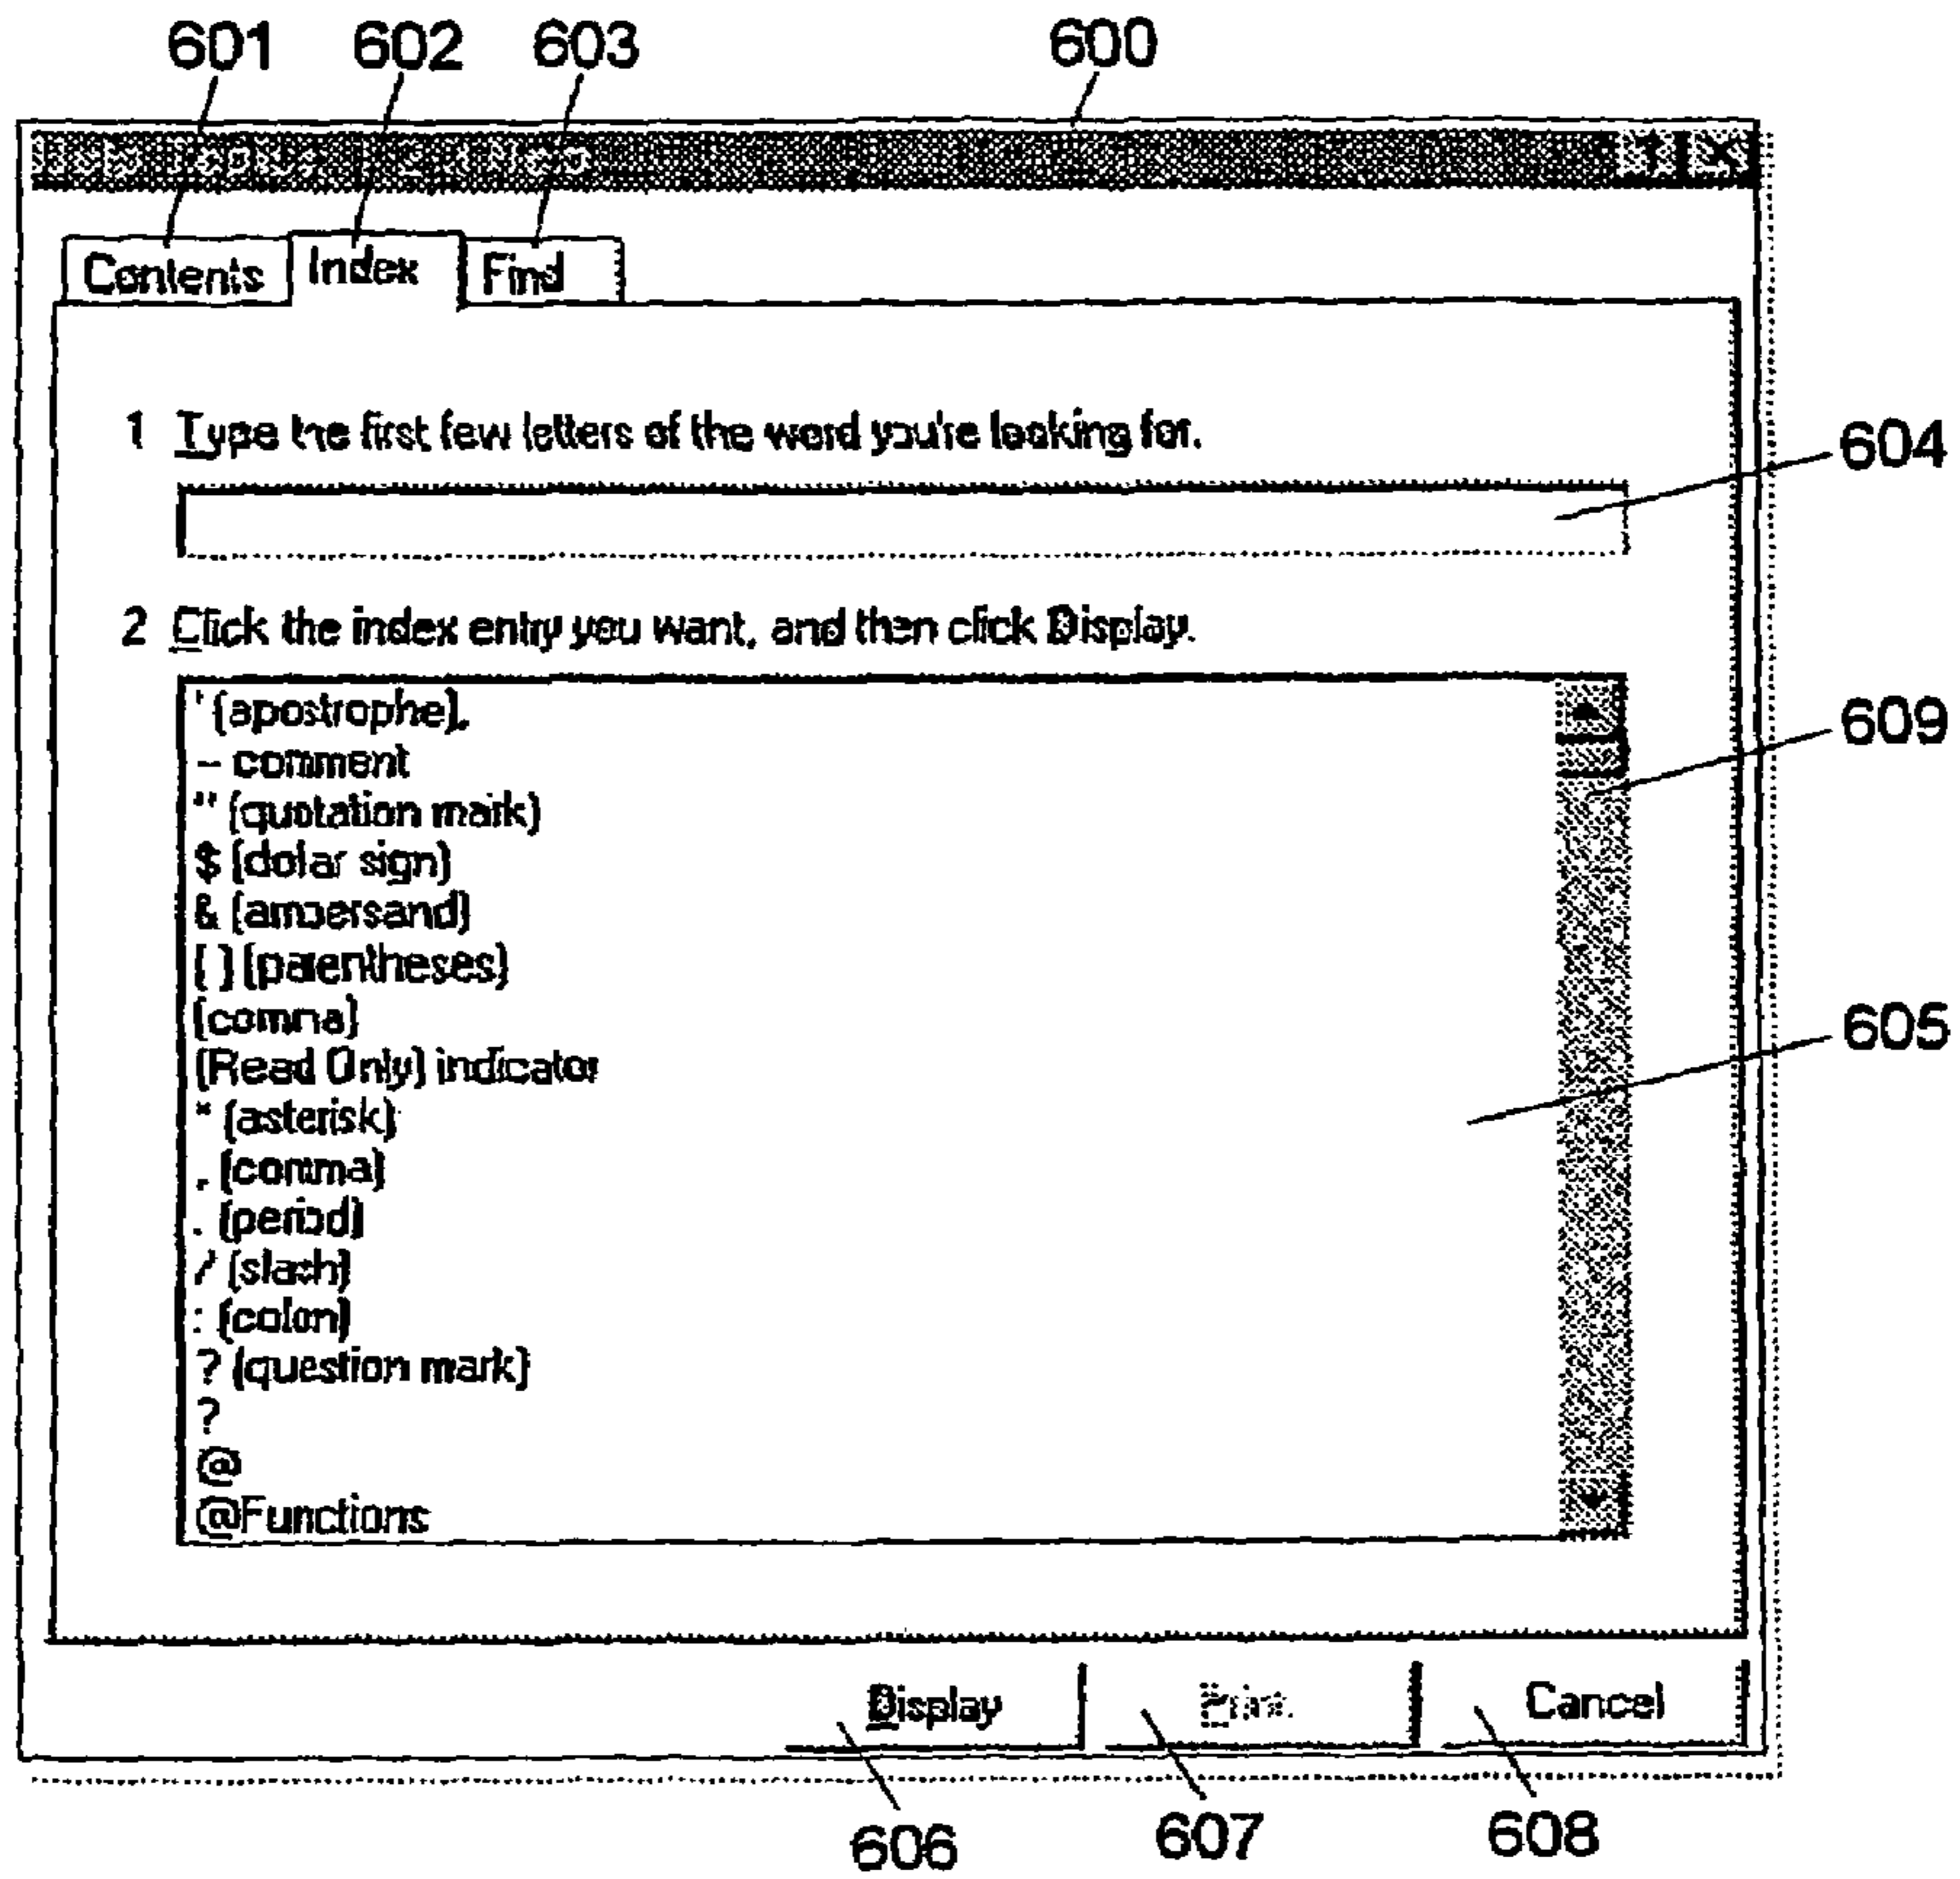 601 602 603 600
Contents Index Find
1 Type the first few letters of the word you're looking for.
604
2 Click the index entry you want, and then click Display.
' (apostrophe),
– comment
609
" (quotation mark)
$ (dollar sign)
& (ampersand)
( ) (parentheses)
(comma)
605
(Read Only) indicator
* (asterisk)
, (comma)
. (period)
/ (slash)
: (colon)
? (question mark)
?
@
@Functions
Display Print Cancel
606 607 608